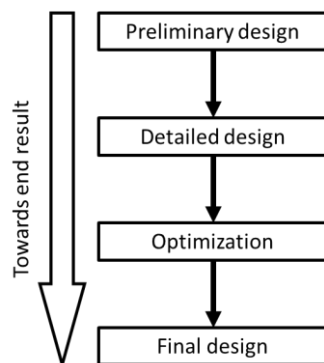 Preliminary design
Detailed design
Optimization
Final design
Towards end result